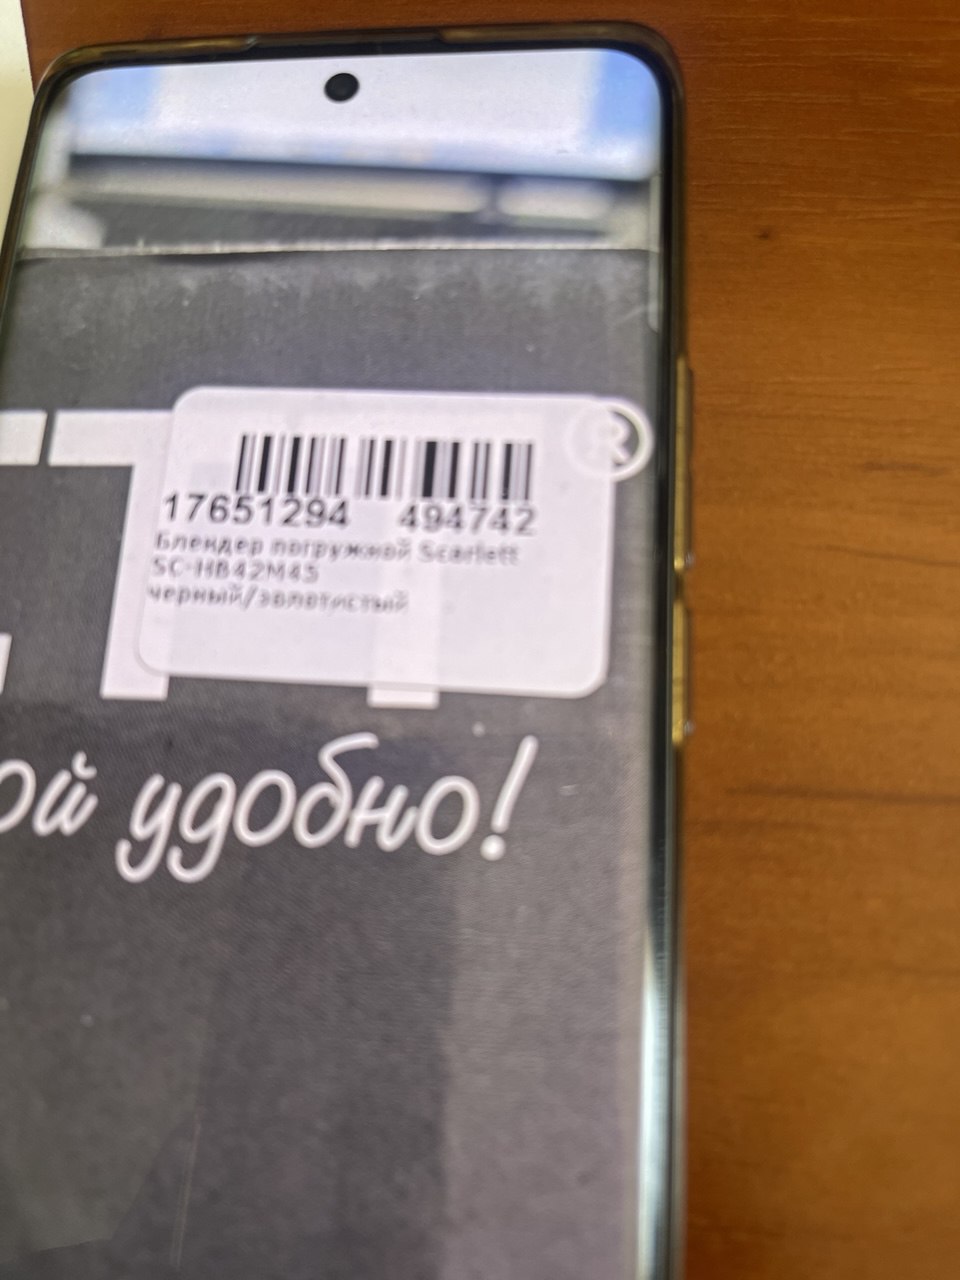 ®
17651294 494742
Блендер погружной Scarlett
SC-HB42M45
черный/золотистый
ой удобно!